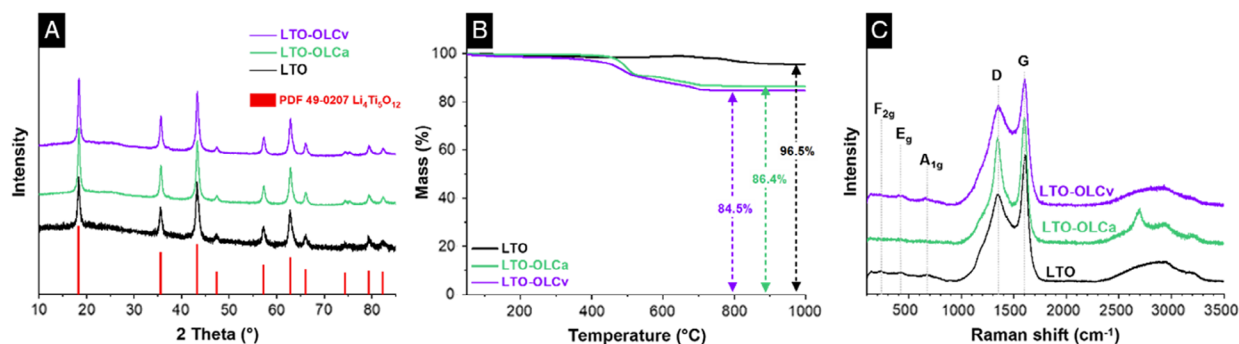 A
LTO-OLCv
LTO-OLCa
LTO
PDF 49-0207 Li₄Ti₅O₁₂
Intensity
10 20 30 40 50 60 70 80
2 Theta (°)
B
100
80
60
40
20
0
Mass (%)
96.5%
86.4%
84.5%
LTO
LTO-OLCa
LTO-OLCv
200 400 600 800 1000
Temperature (°C)
C
D
G
F2g
Eg
A1g
LTO-OLCv
LTO-OLCa
LTO
Intensity
500 1000 1500 2000 2500 3000 3500
Raman shift (cm⁻¹)